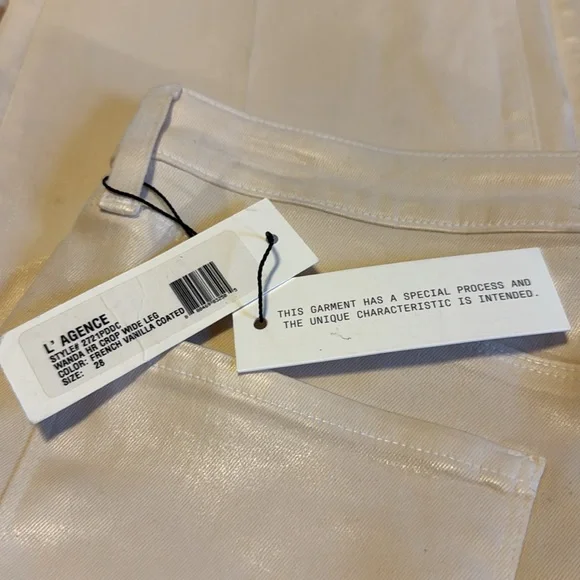 L' AGENCE
STYLE# 2721PDDC
WANDA HR CROP WIDE LEG
COLOR: FRENCH VANILLA COATED
SIZE: 28
THIS GARMENT HAS A SPECIAL PROCESS AND
THE UNIQUE CHARACTERISTIC IS INTENDED.